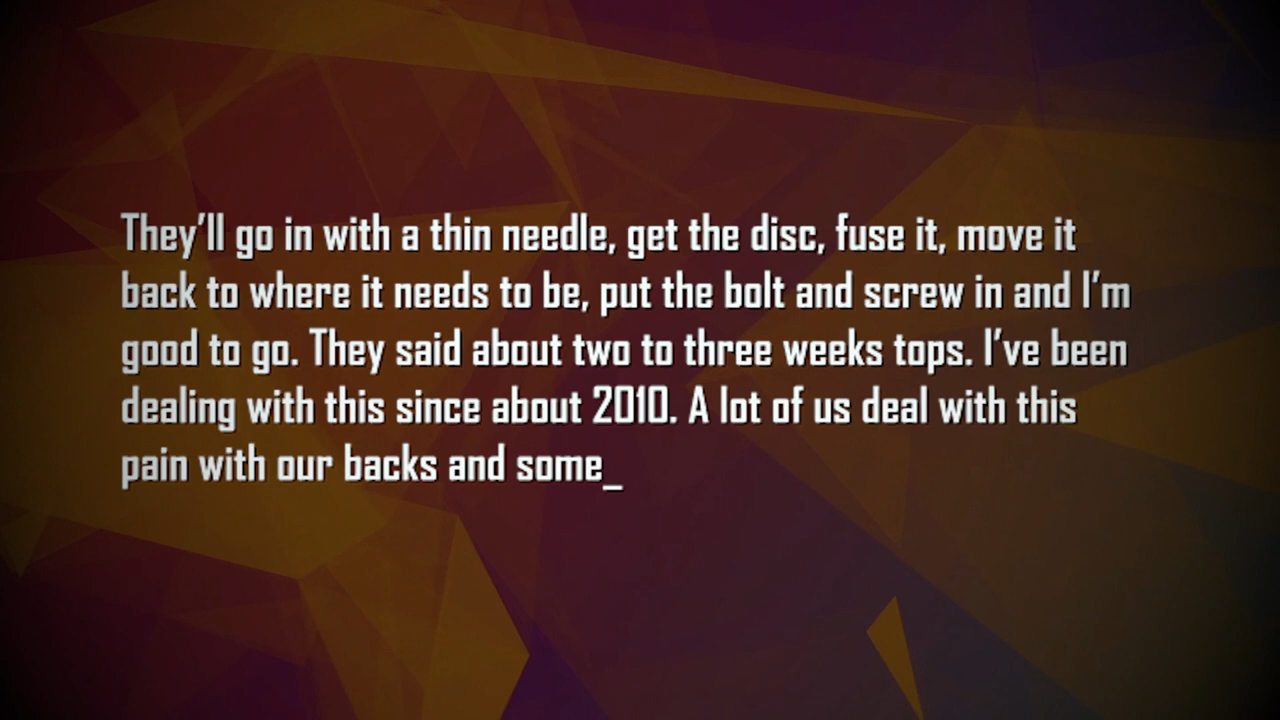 They’ll go in with a thin needle, get the disc, fuse it, move it
back to where it needs to be, put the bolt and screw in and I’m
good to go. They said about two to three weeks tops. I’ve been
dealing with this since about 2010. A lot of us deal with this
pain with our backs and some_